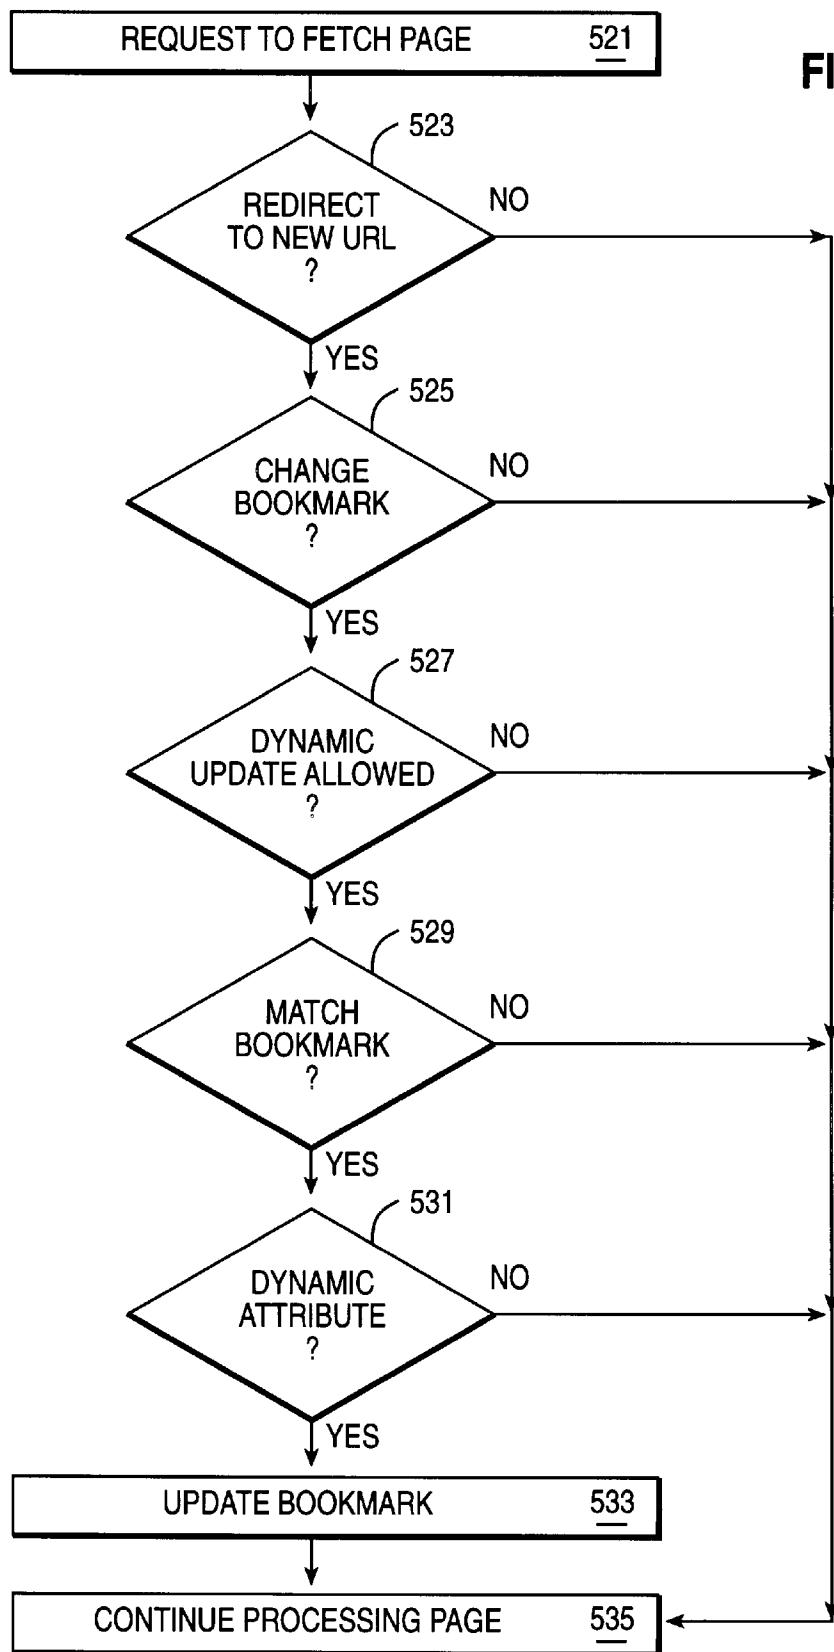 REQUEST TO FETCH PAGE 521
FI
523
REDIRECT
TO NEW URL
?
NO
YES
525
CHANGE
BOOKMARK
?
NO
YES
527
DYNAMIC
UPDATE ALLOWED
?
NO
YES
529
MATCH
BOOKMARK
?
NO
YES
531
DYNAMIC
ATTRIBUTE
?
NO
YES
UPDATE BOOKMARK 533
CONTINUE PROCESSING PAGE 535